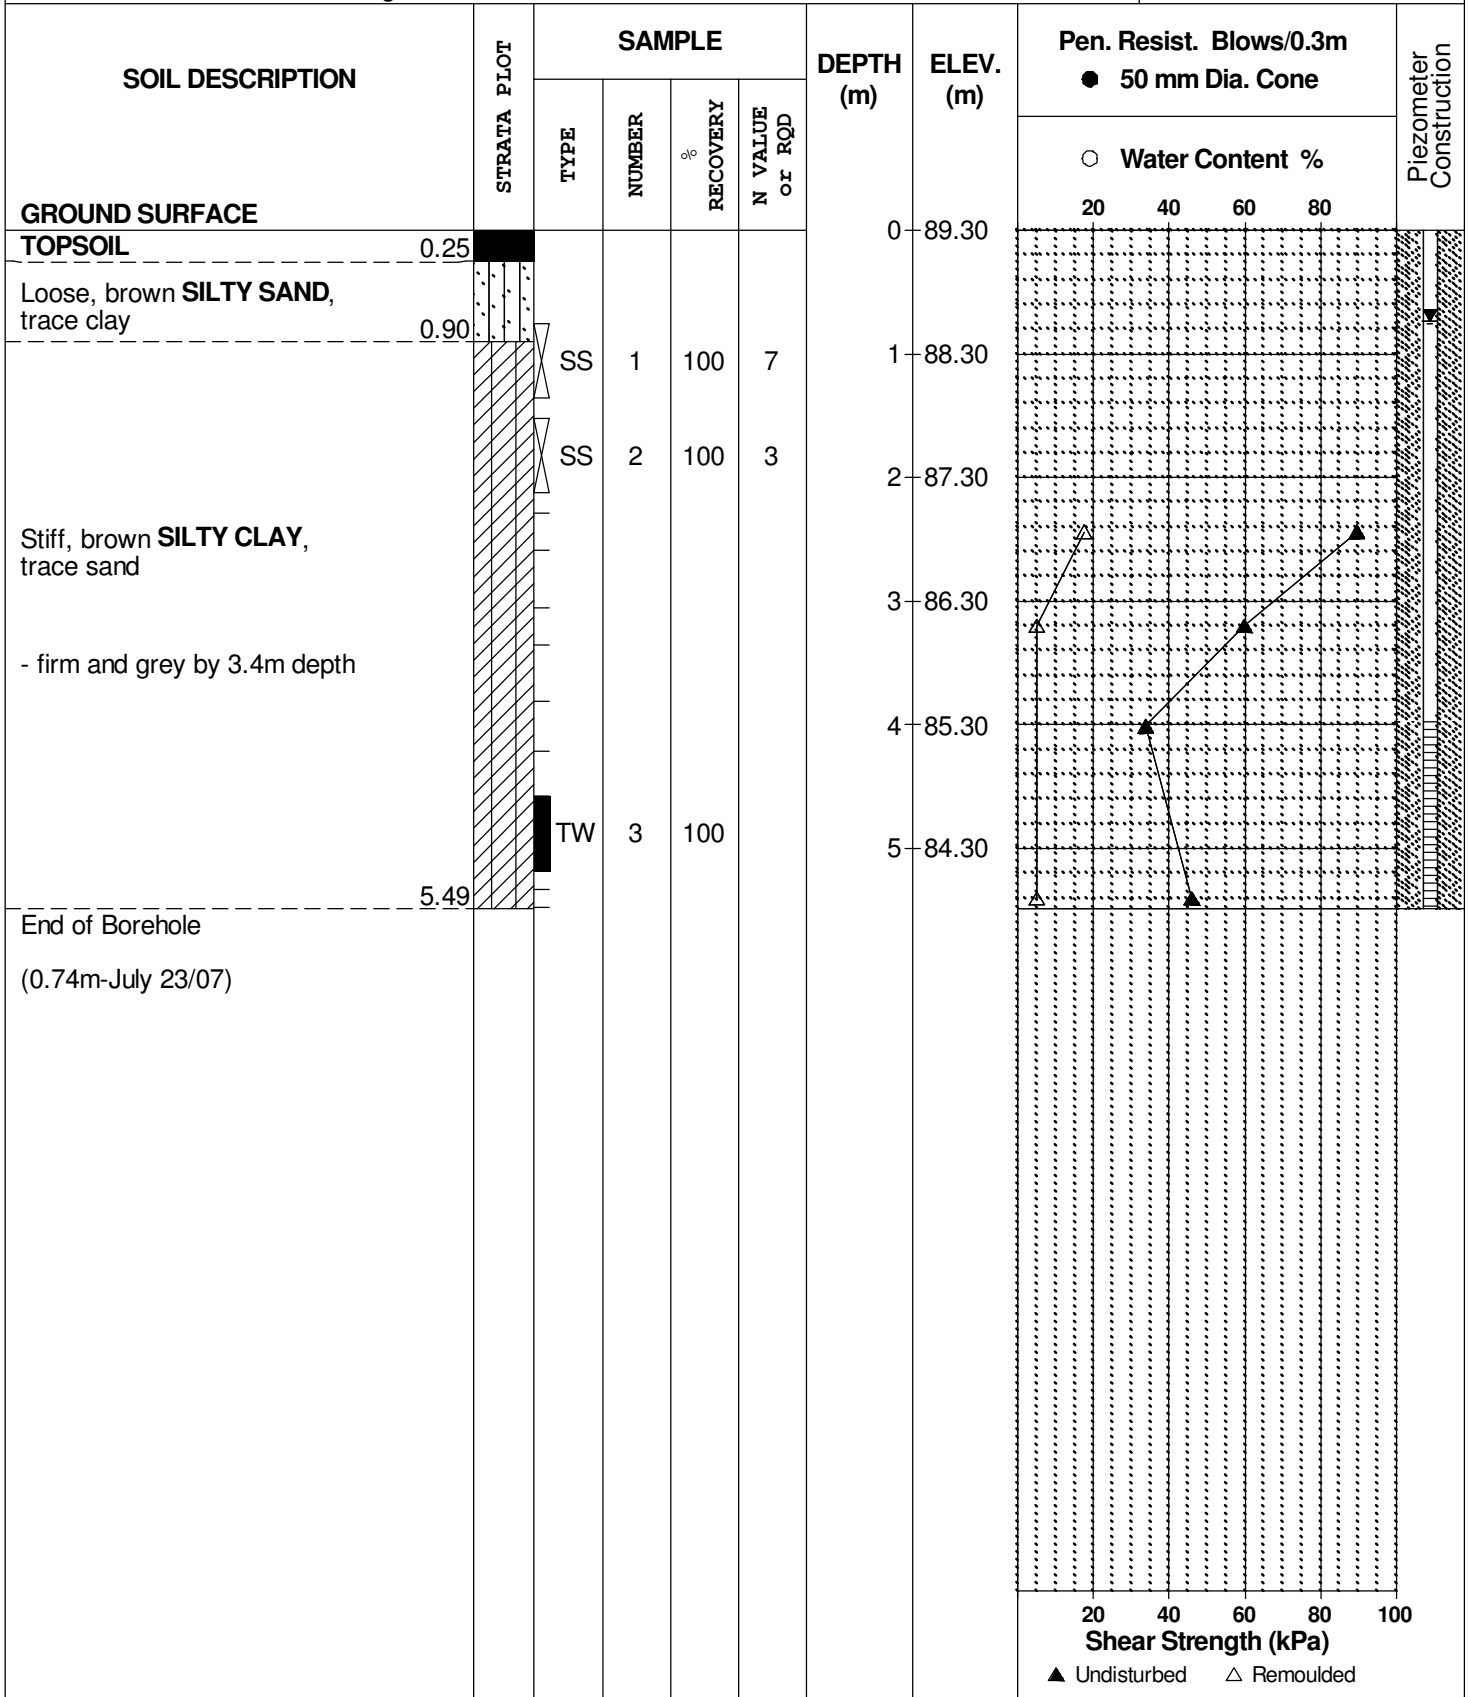 SOIL DESCRIPTION
STRATA PLOT
SAMPLE
TYPE
NUMBER
% RECOVERY
N VALUE or RQD
DEPTH (m)
ELEV. (m)
Pen. Resist. Blows/0.3m
● 50 mm Dia. Cone
○ Water Content %
Piezometer Construction
20 40 60 80
GROUND SURFACE
0 89.30
TOPSOIL 0.25
Loose, brown SILTY SAND,
trace clay 0.90
SS 1 100 7
1 88.30
SS 2 100 3
2 87.30
Stiff, brown SILTY CLAY,
trace sand
3 86.30
- firm and grey by 3.4m depth
4 85.30
TW 3 100
5 84.30
5.49
End of Borehole
(0.74m-July 23/07)
20 40 60 80 100
Shear Strength (kPa)
▲ Undisturbed △ Remoulded